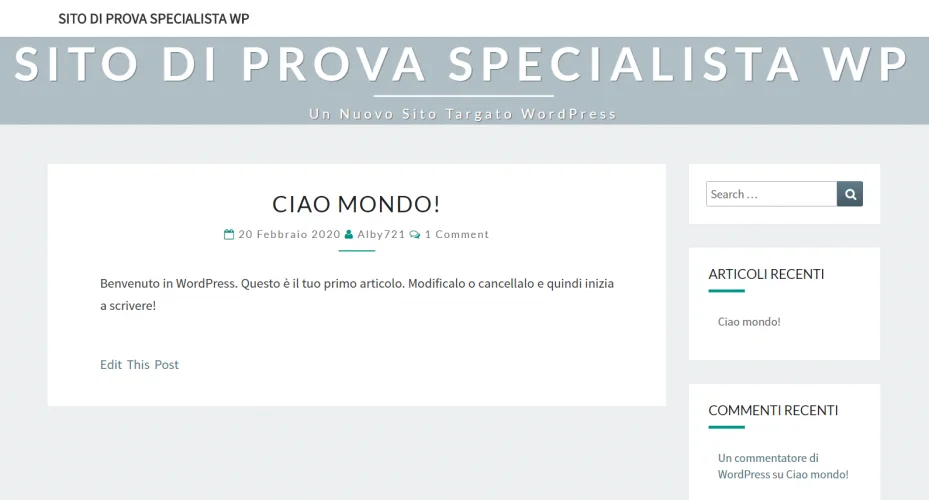 SITO DI PROVA SPECIALISTA WP
SITO DI PROVA SPECIALISTA WP
Un Nuovo Sito Targato WordPress
CIAO MONDO!
20 Febbraio 2020 Alby721 1 Comment
Benvenuto in WordPress. Questo è il tuo primo articolo. Modificalo o cancellalo e quindi inizia
a scrivere!
Edit This Post
Search …
ARTICOLI RECENTI
Ciao mondo!
COMMENTI RECENTI
Un commentatore di
WordPress su Ciao mondo!